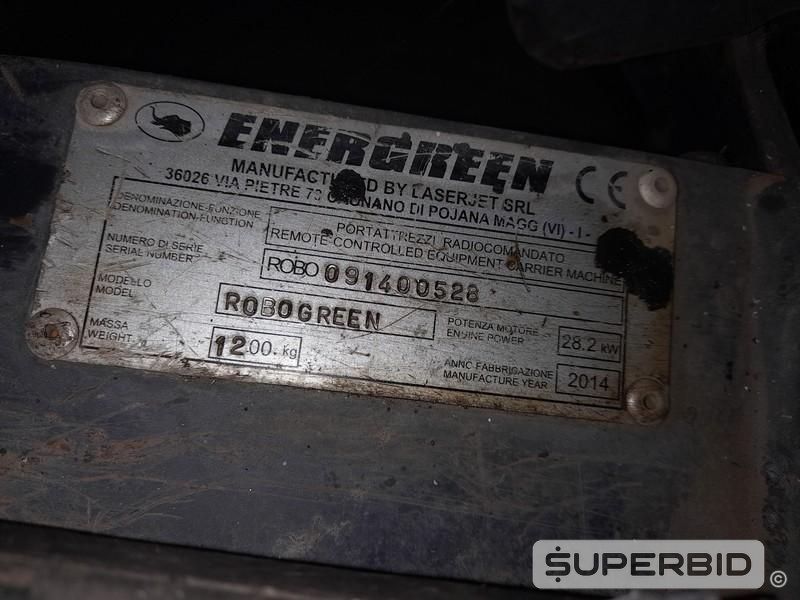 ENERGREEN
MANUFACTURED BY LASERJET SRL
36026 VIA PIETRE 73 CAGNANO DI POJANA MAGG (VI) - I -
CE
DENOMINAZIONE-FUNZIONE
DENOMINATION-FUNCTION
PORTATTREZZI RADIOCOMANDATO
REMOTE-CONTROLLED EQUIPMENT CARRIER MACHINE
NUMERO DI SERIE
SERIAL NUMBER
ROBO 091400528
MODELLO
MODEL
ROBOGREEN
POTENZA MOTORE
ENGINE POWER
28.2 kW
MASSA
WEIGHT
1200. kg
ANNO FABBRICAZIONE
MANUFACTURE YEAR
2014
SUPERBID ©